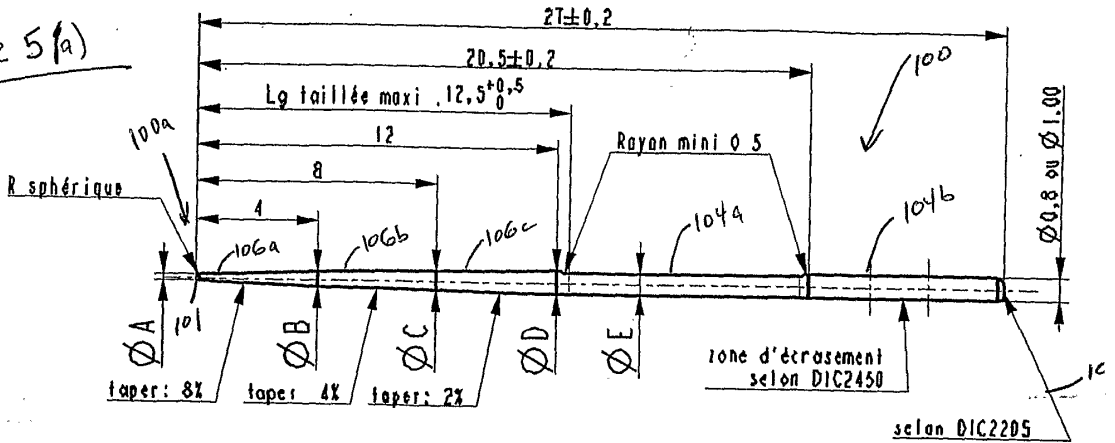 5(a)
27±0,2
20,5±0,2
100
Lg taillée maxi .12,5 +0,5 0
12
Rayon mini 0 5
Ø0,8 ou Ø1,00
100a
8
R sphérique
4
106a
106b
106c
104a
104b
101
ØA
ØB
ØC
ØD
ØE
taper: 8%
taper 4%
taper: 2%
zone d'écrasement
selon DIC2450
selan DIC2205